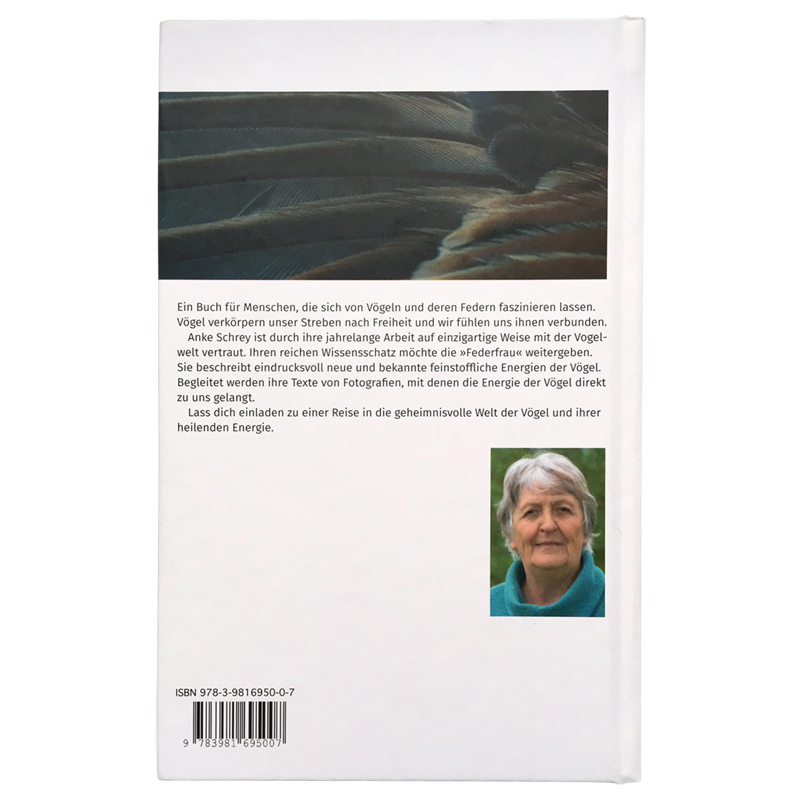 Ein Buch für Menschen, die sich von Vögeln und deren Federn faszinieren lassen.
Vögel verkörpern unser Streben nach Freiheit und wir fühlen uns ihnen verbunden.
Anke Schrey ist durch ihre jahrelange Arbeit auf einzigartige Weise mit der Vogel-
welt vertraut. Ihren reichen Wissensschatz möchte die »Federfrau« weitergeben.
Sie beschreibt eindrucksvoll neue und bekannte feinstoffliche Energien der Vögel.
Begleitet werden ihre Texte von Fotografien, mit denen die Energie der Vögel direkt
zu uns gelangt.
Lass dich einladen zu einer Reise in die geheimnisvolle Welt der Vögel und ihrer
heilenden Energie.
ISBN 978-3-9816950-0-7
9 783981 695007